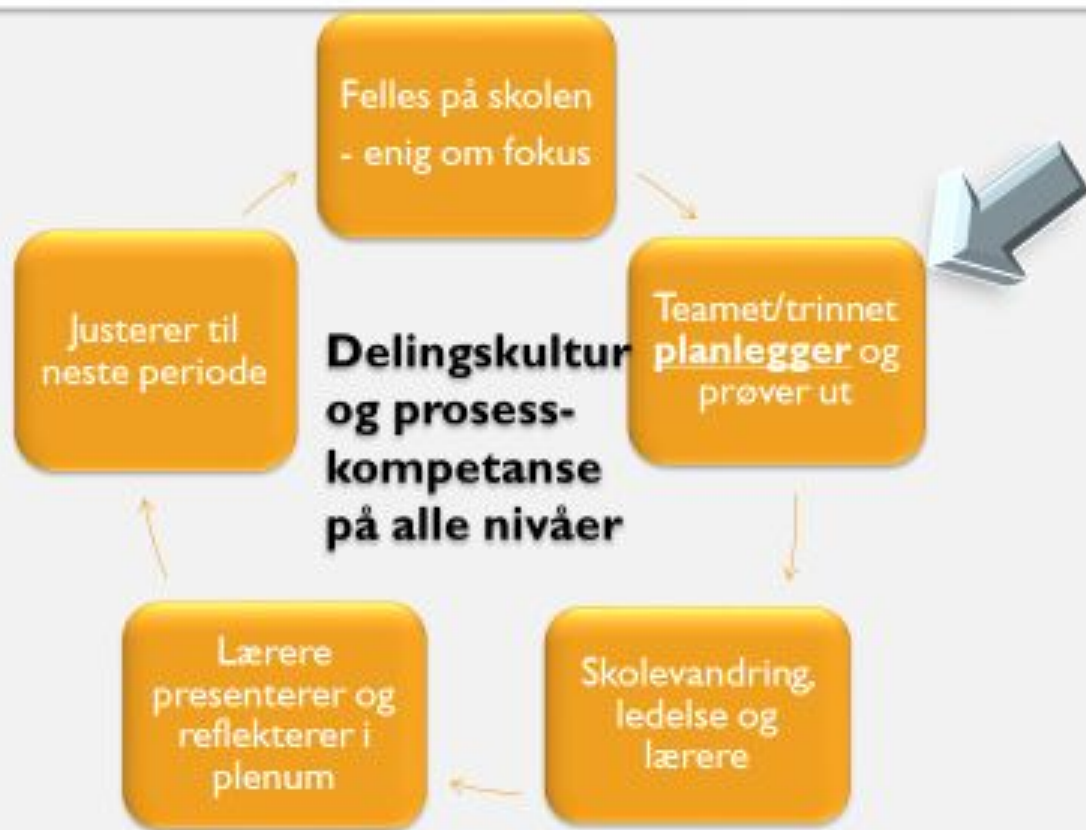 Felles på skolen
- enig om fokus
Teamet/trinnet
planlegger og
prøver ut
Skolevandring,
ledelse og
lærere
Lærere
presenterer og
reflekterer i
plenum
Justerer til
neste periode
Delingskultur
og prosess-
kompetanse
på alle nivåer